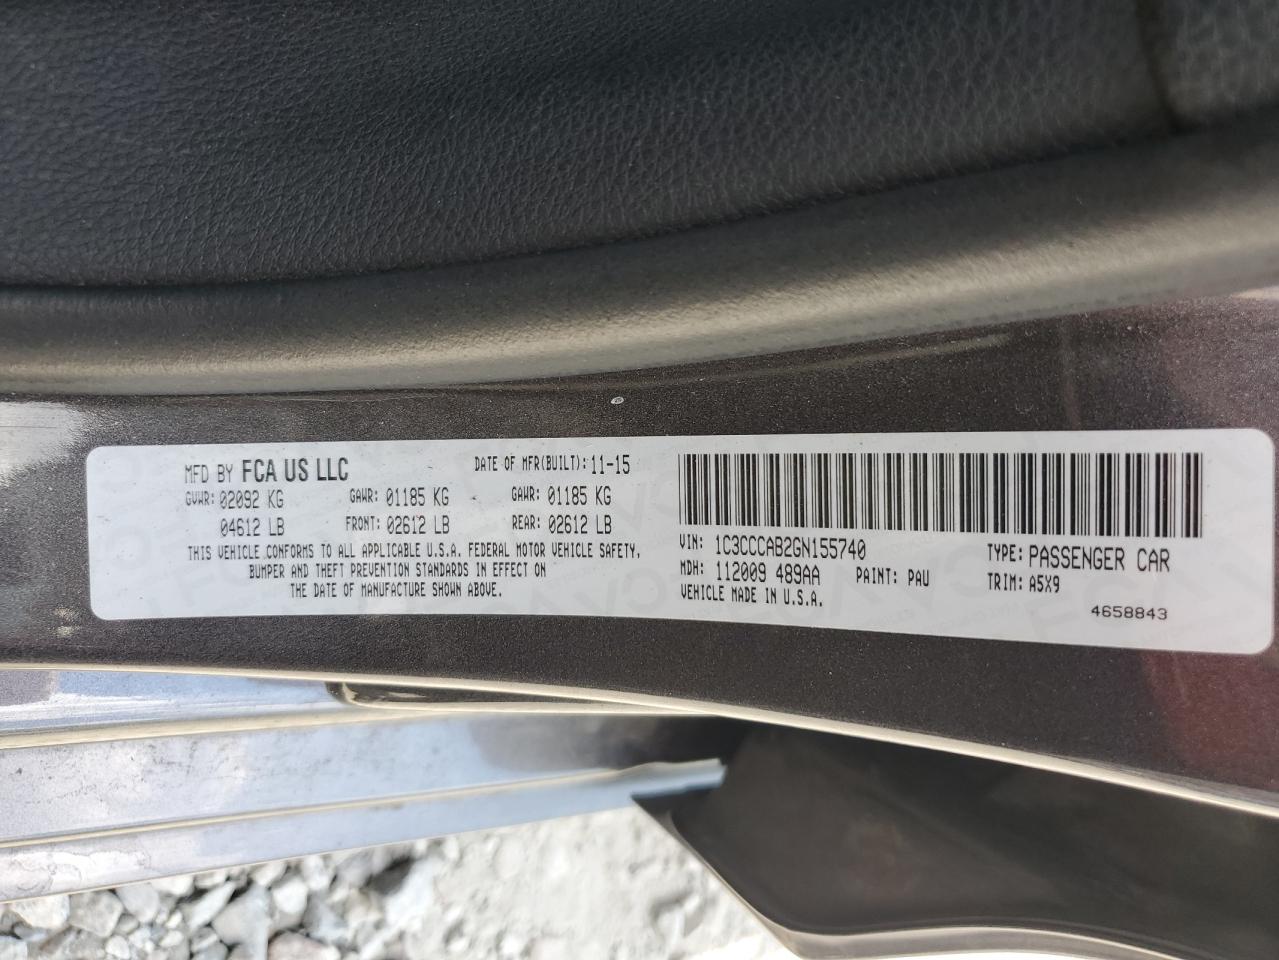 MFD BY FCA US LLC DATE OF MFR(BUILT): 11-15
GVWR: 02092 KG GAWR: 01185 KG GAWR: 01185 KG
04612 LB FRONT: 02612 LB REAR: 02612 LB
THIS VEHICLE CONFORMS TO ALL APPLICABLE U.S.A. FEDERAL MOTOR VEHICLE SAFETY,
BUMPER AND THEFT PREVENTION STANDARDS IN EFFECT ON
THE DATE OF MANUFACTURE SHOWN ABOVE.
VIN: 1C3CCCAB2GN155740 TYPE: PASSENGER CAR
MDH: 112009 489AA PAINT: PAU TRIM: A5X9
VEHICLE MADE IN U.S.A.
4658843